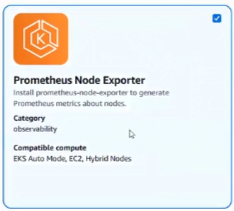 K
Prometheus Node Exporter
Install prometheus-node-exporter to generate
Prometheus metrics about nodes.
Category
observability
Compatible compute
EKS Auto Mode, EC2, Hybrid Nodes